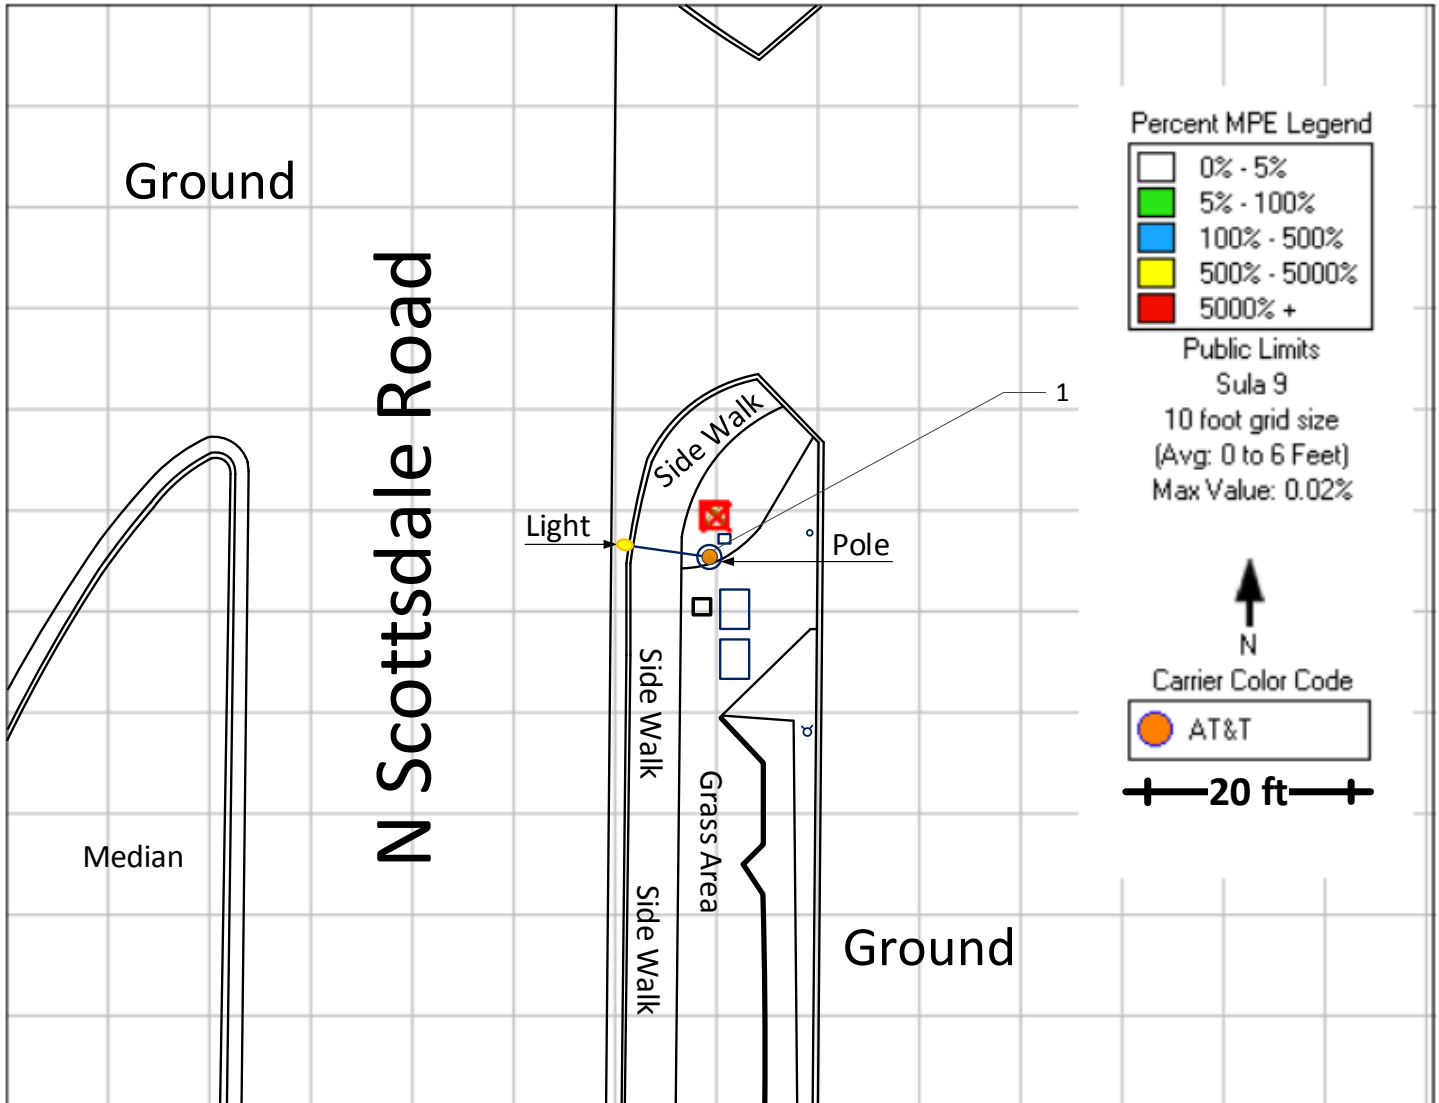 Ground
N Scottsdale Road
Median
Side Walk
Light
Pole
1
Side Walk
Side Walk
Grass Area
Ground
Percent MPE Legend
0% - 5%
5% - 100%
100% - 500%
500% - 5000%
5000% +
Public Limits
Sula 9
10 foot grid size
(Avg: 0 to 6 Feet)
Max Value: 0.02%
N
Carrier Color Code
AT&T
20 ft